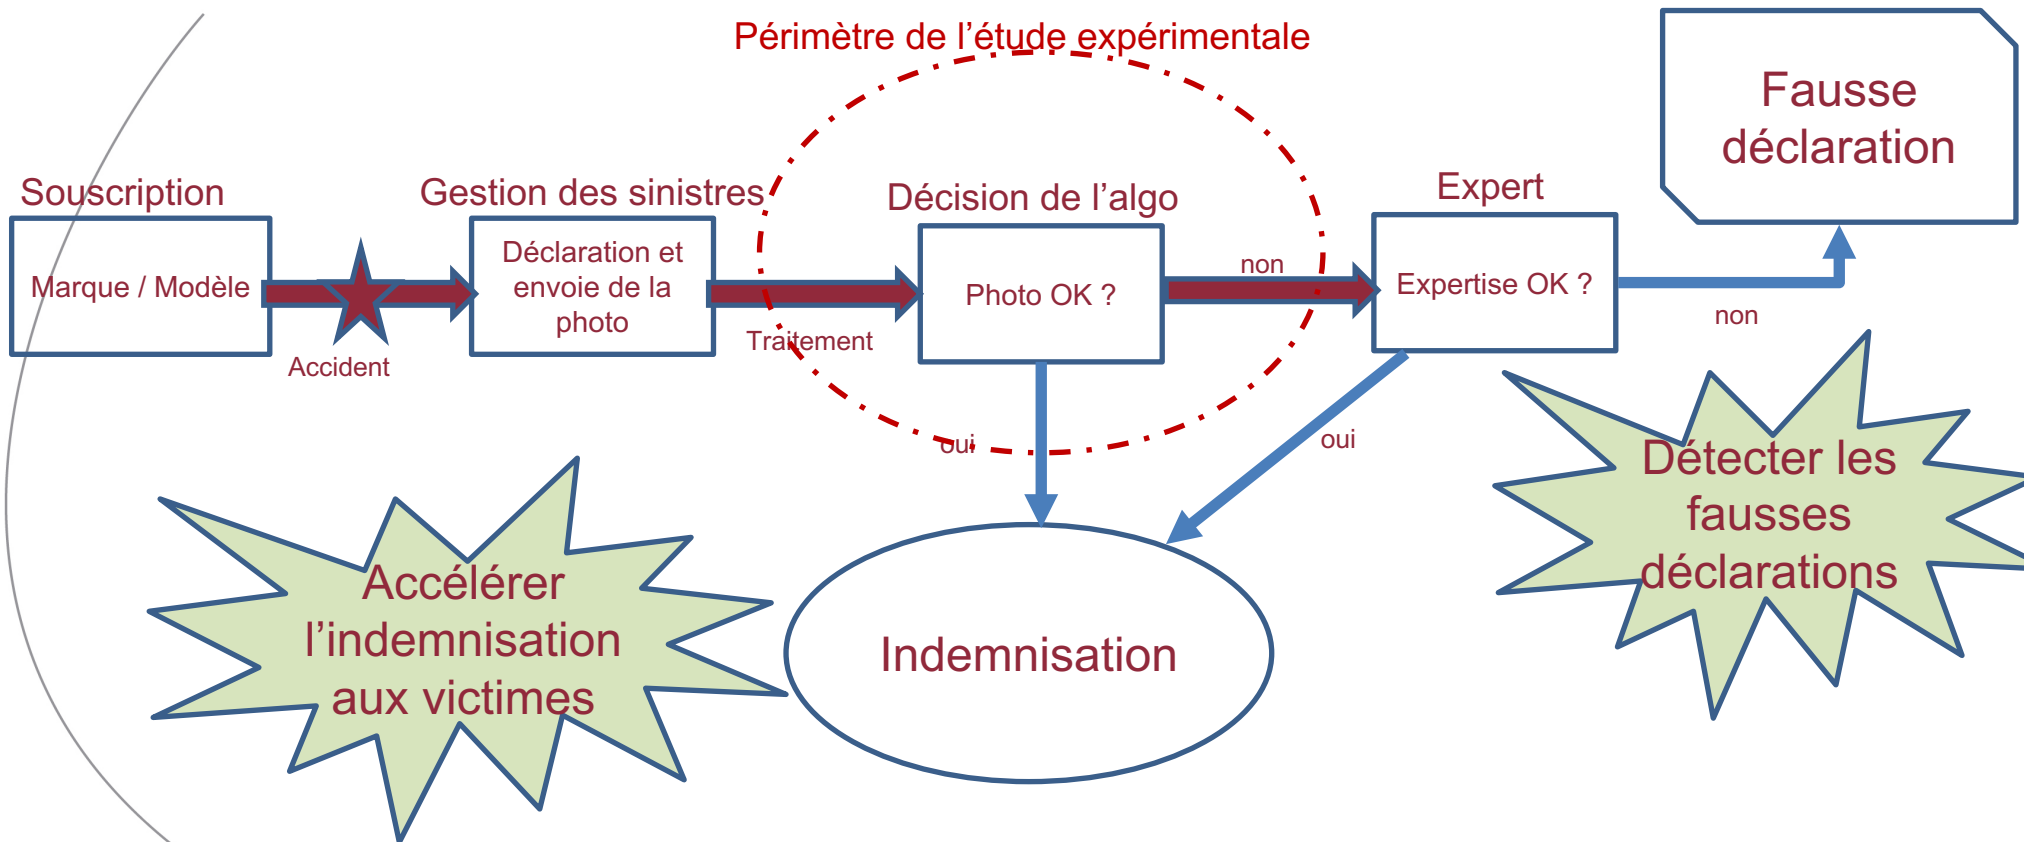 Périmètre de l’étude expérimentale
Fausse
déclaration
Souscription
Gestion des sinistres
Décision de l’algo
Expert
Marque / Modèle
Accident
Déclaration et
envoie de la
photo
Traitement
Photo OK ?
non
Expertise OK ?
non
oui
oui
Accélérer
l’indemnisation
aux victimes
Indemnisation
Détecter les
fausses
déclarations